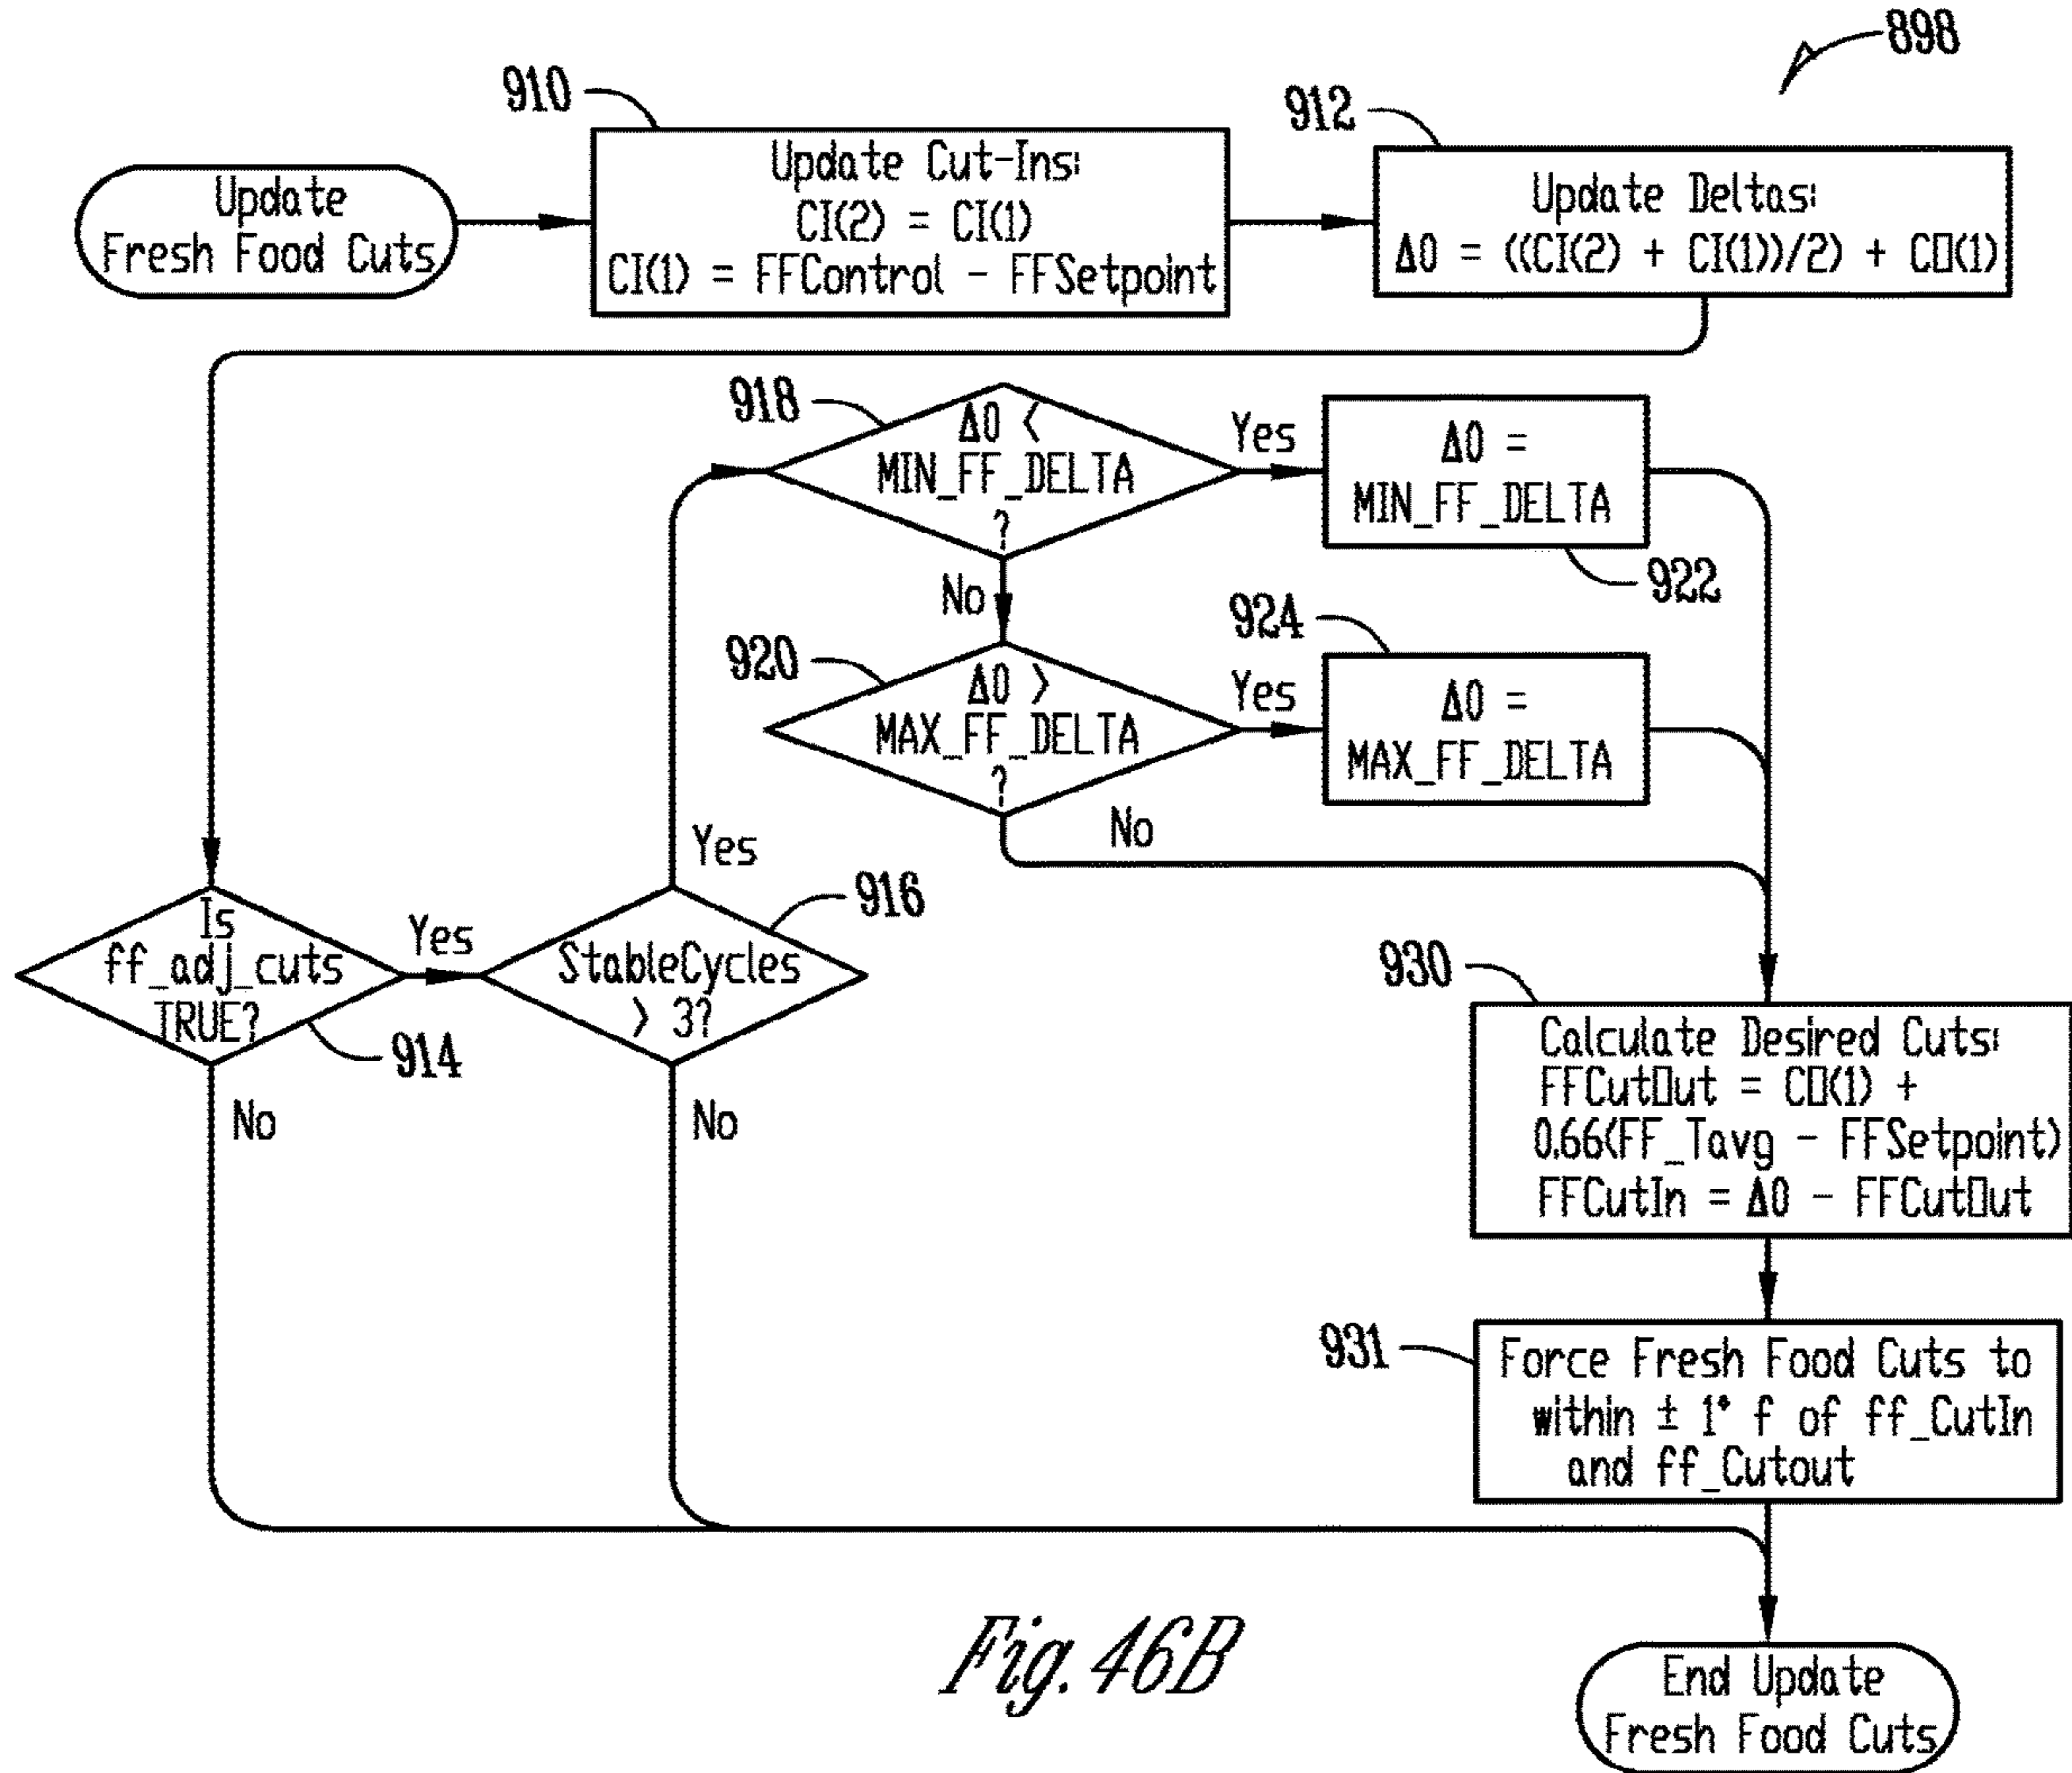 898
910
912
Update
Fresh Food Cuts
Update Cut-Ins:
CI(2) = CI(1)
CI(1) = FFControl - FFSetpoint
Update Deltas:
Δ0 = ((CI(2) + CI(1))/2) + CO(1)
918
Δ0 <
MIN_FF_DELTA
?
Yes
Δ0 =
MIN_FF_DELTA
922
No
920
Δ0 >
MAX_FF_DELTA
?
Yes
924
Δ0 =
MAX_FF_DELTA
No
Is
ff_adj_cuts
TRUE?
914
Yes
No
StableCycles
> 3?
916
Yes
No
930
Calculate Desired Cuts:
FFCutOut = CO(1) +
0.66(FF_Tavg - FFSetpoint)
FFCutIn = Δ0 - FFCutOut
931
Force Fresh Food Cuts to
within ± 1° f of ff_CutIn
and ff_Cutout
End Update
Fresh Food Cuts
Fig. 46B